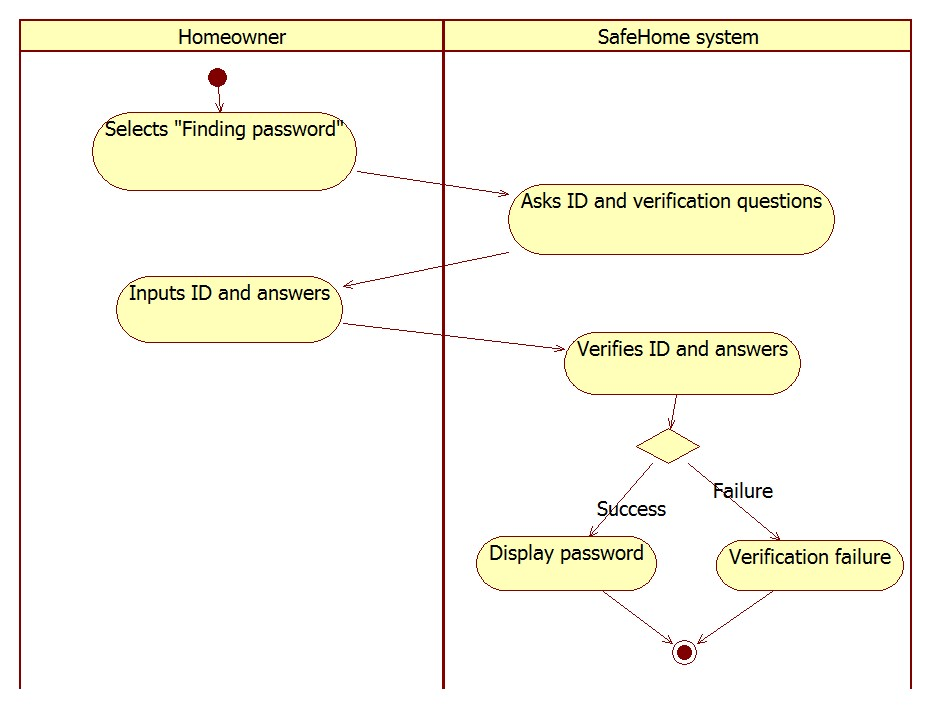 Homeowner
SafeHome system
Selects "Finding password"
Asks ID and verification questions
Inputs ID and answers
Verifies ID and answers
Failure
Success
Display password
Verification failure